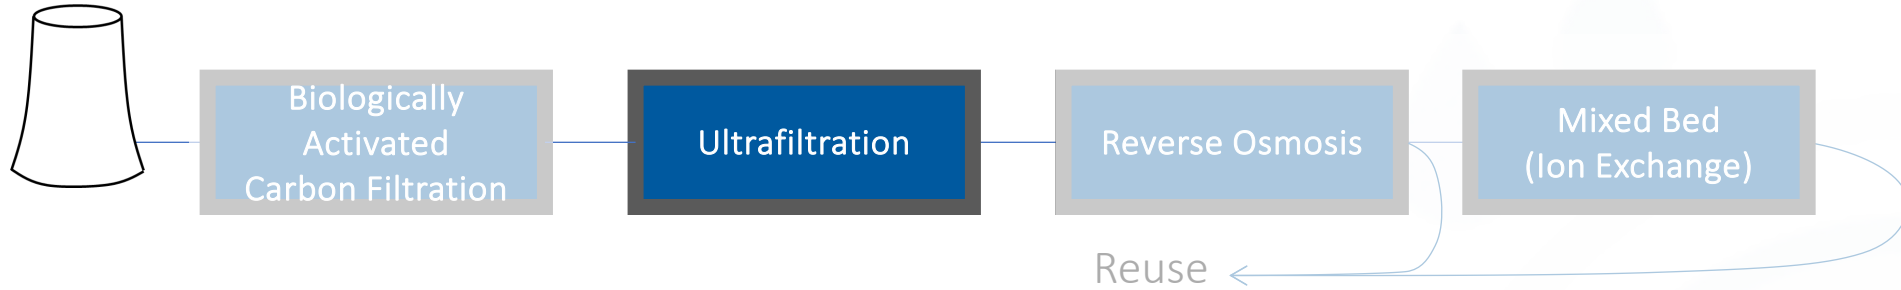 Biologically
Activated
Carbon Filtration
Ultrafiltration
Reverse Osmosis
Mixed Bed
(Ion Exchange)
Reuse